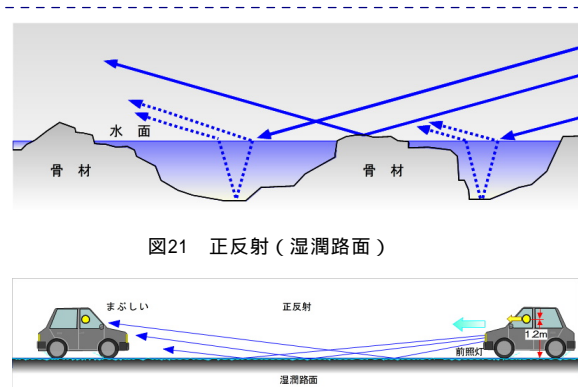 水 面
骨 材
骨 材
図21 正反射（湿潤路面）
まぶしい
正反射
1.2m
前照灯
湿潤路面